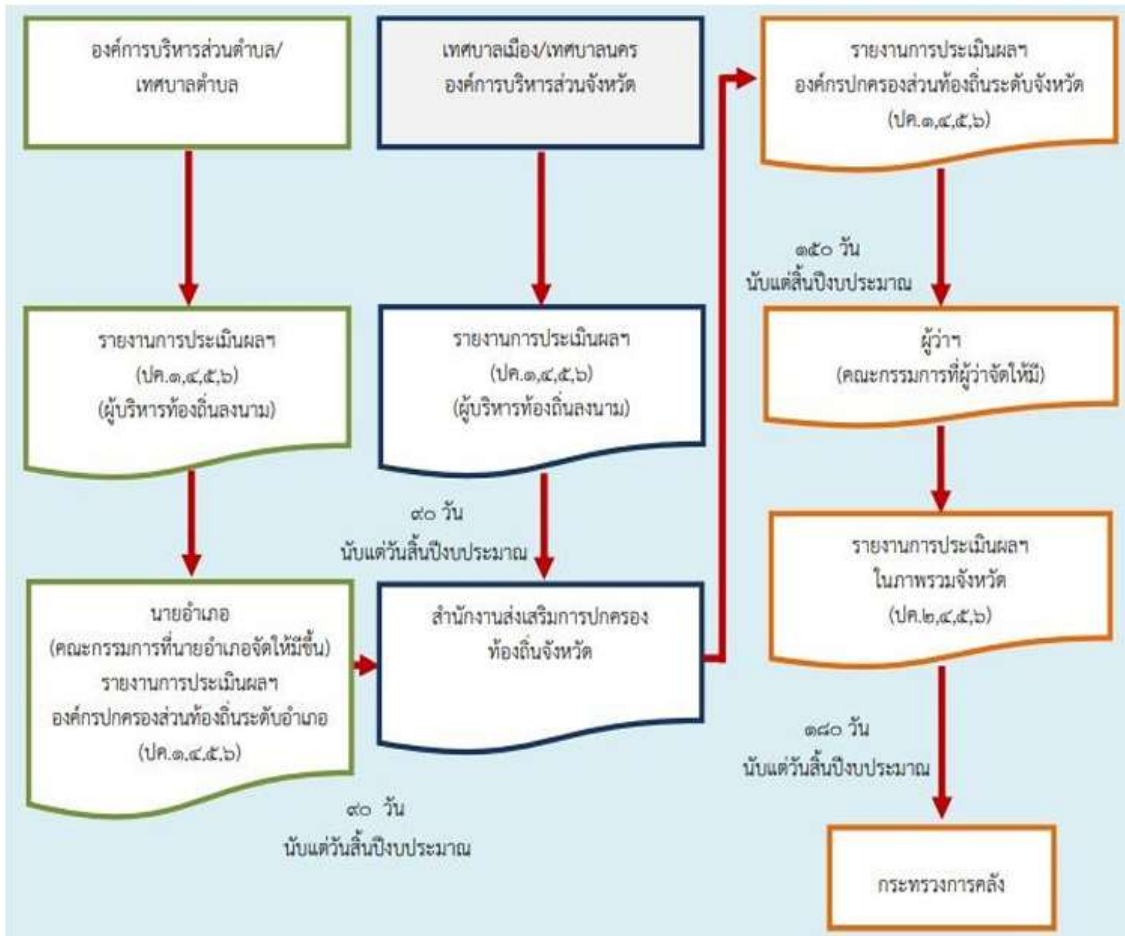 องค์การบริหารส่วนตำบล/
เทศบาลตำบล
รายงานการประเมินผลฯ
(ปค.๑,๔,๕,๖)
(ผู้บริหารท้องถิ่นลงนาม)
นายอำเภอ
(คณะกรรมการที่นายอำเภอจัดให้มีขึ้น)
รายงานการประเมินผลฯ
องค์กรปกครองส่วนท้องถิ่นระดับอำเภอ
(ปค.๑,๔,๕,๖)
๙๐ วัน
นับแต่วันสิ้นปีงบประมาณ
เทศบาลเมือง/เทศบาลนคร
องค์การบริหารส่วนจังหวัด
รายงานการประเมินผลฯ
(ปค.๑,๔,๕,๖)
(ผู้บริหารท้องถิ่นลงนาม)
๙๐ วัน
นับแต่วันสิ้นปีงบประมาณ
สำนักงานส่งเสริมการปกครอง
ท้องถิ่นจังหวัด
รายงานการประเมินผลฯ
องค์กรปกครองส่วนท้องถิ่นระดับจังหวัด
(ปค.๑,๔,๕,๖)
๑๕๐ วัน
นับแต่สิ้นปีงบประมาณ
ผู้ว่าฯ
(คณะกรรมการที่ผู้ว่าจัดให้มี)
รายงานการประเมินผลฯ
ในภาพรวมจังหวัด
(ปค.๒,๔,๕,๖)
๑๘๐ วัน
นับแต่วันสิ้นปีงบประมาณ
กระทรวงการคลัง